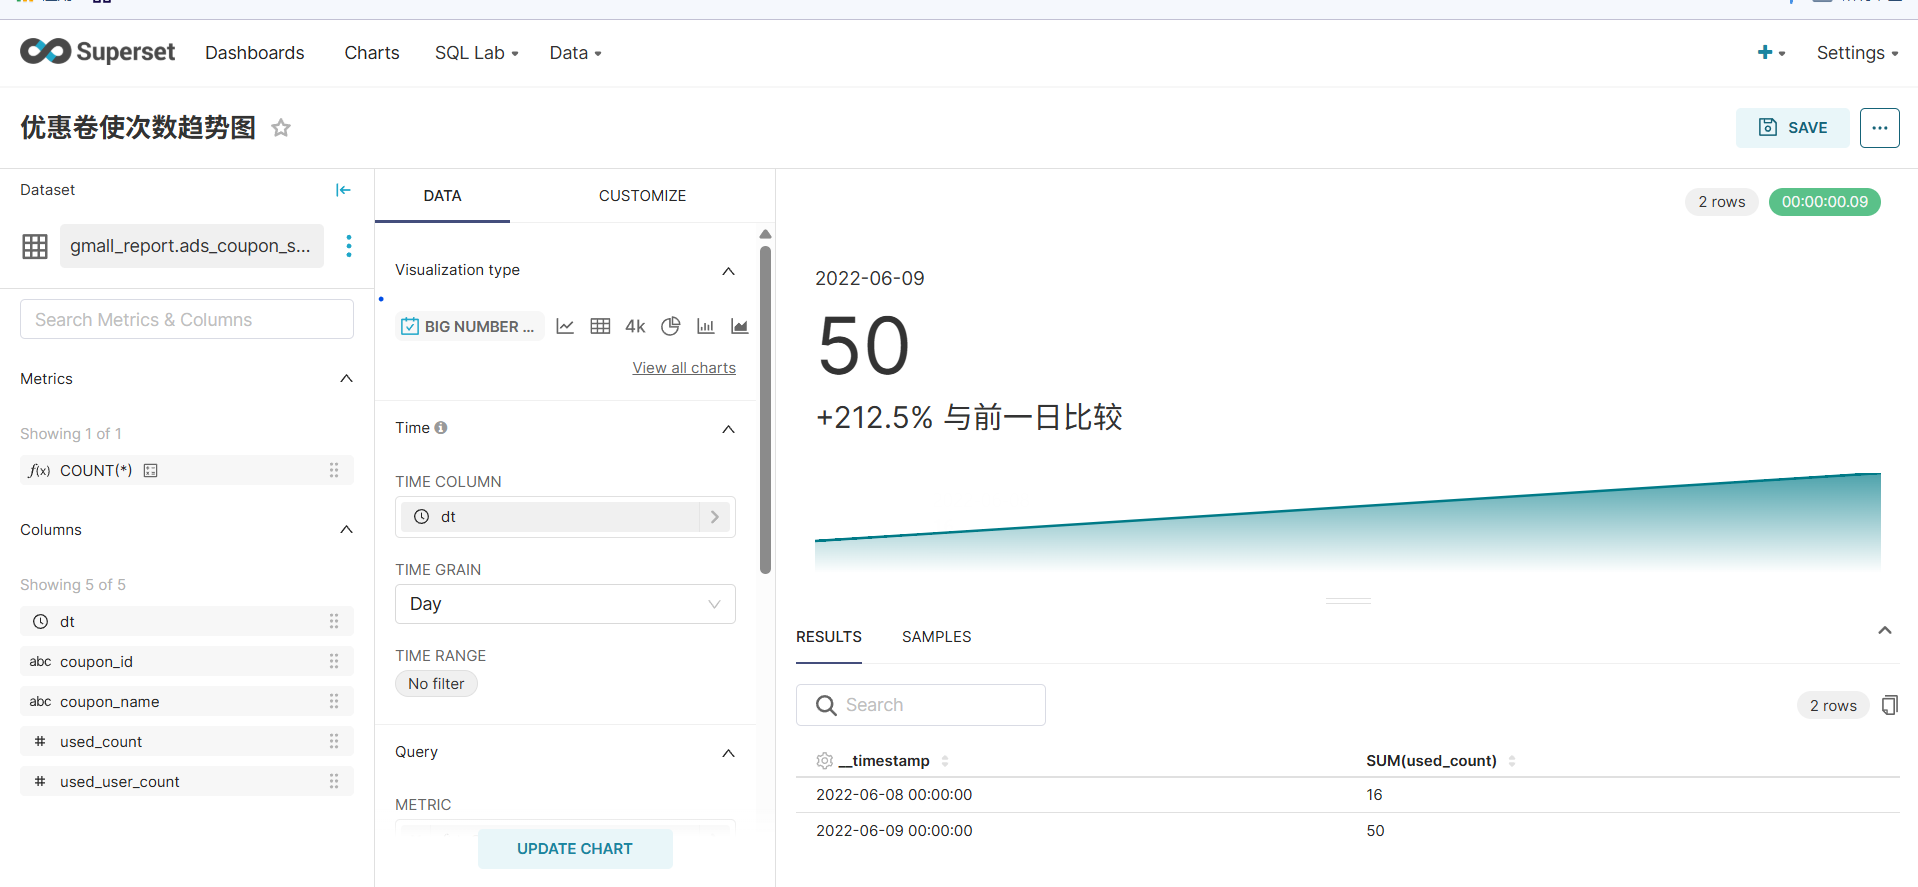 Superset
Dashboards
Charts
SQL Lab
Data
Settings
优惠卷使次数趋势图
SAVE
Dataset
gmall_report.ads_coupon_s...
Search Metrics & Columns
Metrics
Showing 1 of 1
f(x) COUNT(*)
Columns
Showing 5 of 5
dt
abc coupon_id
abc coupon_name
# used_count
# used_user_count
DATA
CUSTOMIZE
Visualization type
BIG NUMBER ...
4k
View all charts
Time
TIME COLUMN
dt
TIME GRAIN
Day
TIME RANGE
No filter
Query
METRIC
UPDATE CHART
2 rows
00:00:00.09
2022-06-09
50
+212.5% 与前一日比较
RESULTS
SAMPLES
Search
2 rows
__timestamp
SUM(used_count)
2022-06-08 00:00:00
16
2022-06-09 00:00:00
50